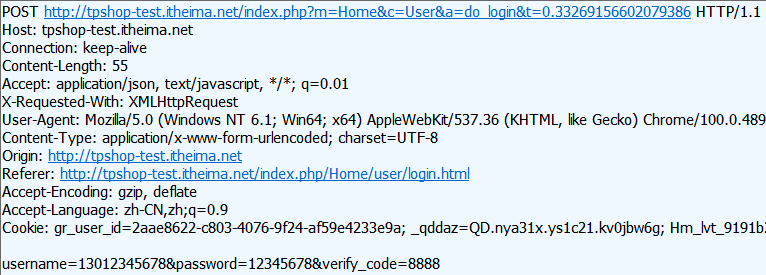 POST http://tpshop-test.itheima.net/index.php?m=Home&c=User&a=do_login&t=0.33269156602079386 HTTP/1.1
Host: tpshop-test.itheima.net
Connection: keep-alive
Content-Length: 55
Accept: application/json, text/javascript, */*; q=0.01
X-Requested-With: XMLHttpRequest
User-Agent: Mozilla/5.0 (Windows NT 6.1; Win64; x64) AppleWebKit/537.36 (KHTML, like Gecko) Chrome/100.0.489
Content-Type: application/x-www-form-urlencoded; charset=UTF-8
Origin: http://tpshop-test.itheima.net
Referer: http://tpshop-test.itheima.net/index.php/Home/user/login.html
Accept-Encoding: gzip, deflate
Accept-Language: zh-CN,zh;q=0.9
Cookie: gr_user_id=2aae8622-c803-4076-9f24-af59e4233e9a; _qddaz=QD.nya31x.ys1c21.kv0jbw6g; Hm_lvt_9191b2
username=13012345678&password=12345678&verify_code=8888